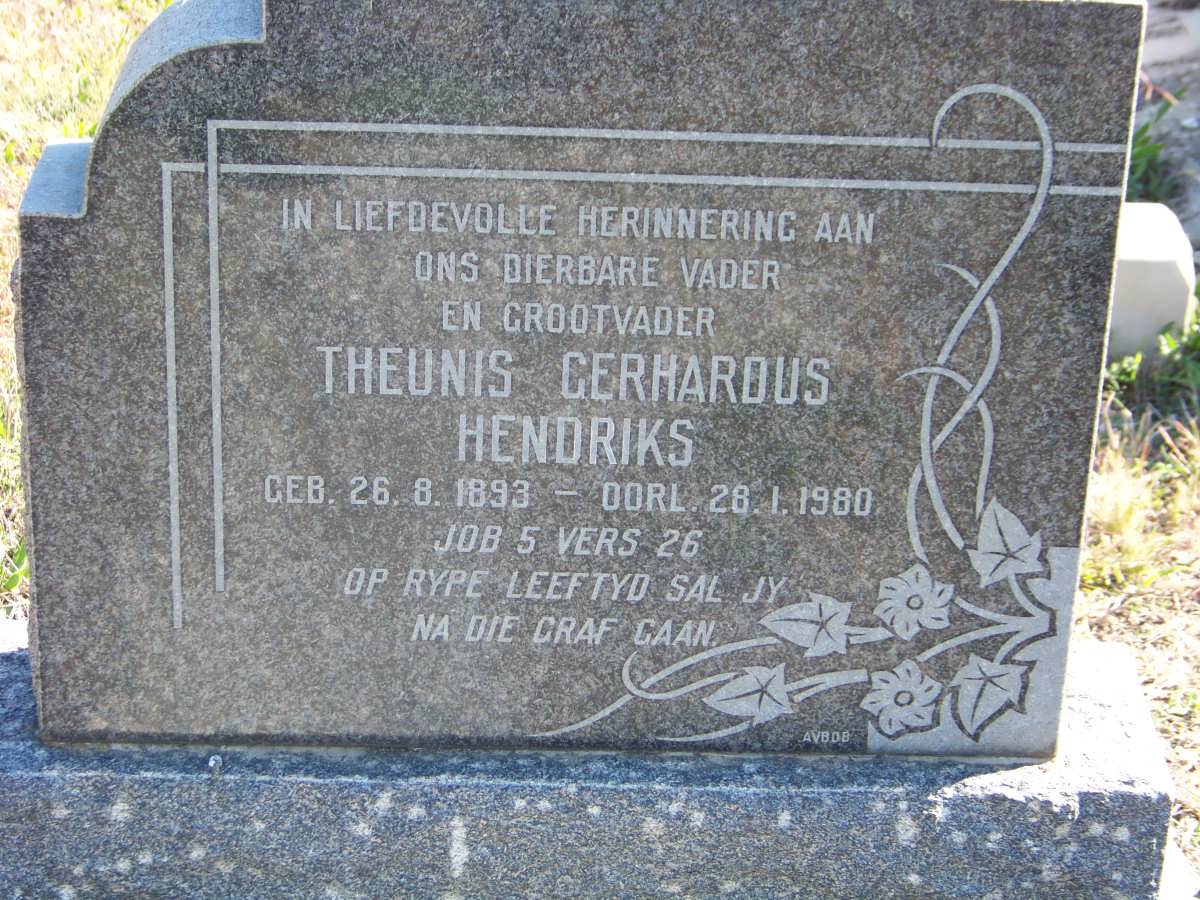 IN LIEFDEVOLLE HERINNERING AAN
ONS DIERBARE VADER
EN GROOTVADER
THEUNIS GERHARDUS
HENDRIKS
GEB. 26. 8. 1893 – OORL. 28. 1. 1980
JOB 5 VERS 26
OP RYPE LEEFTYD SAL JY
NA DIE GRAF GAAN.
AVBOB